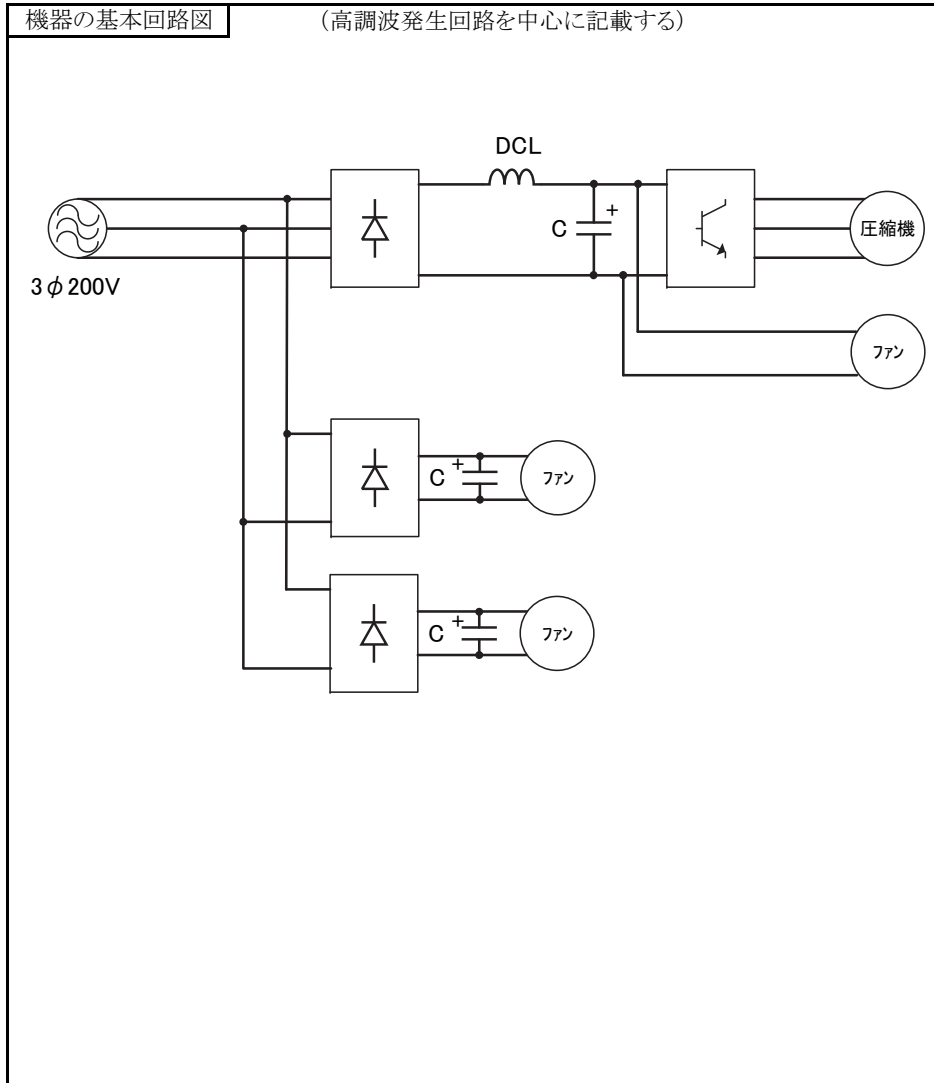 機器の基本回路図
(高調波発生回路を中心に記載する)
DCL
C
+
圧縮機
3φ200V
ファン
C
+
ファン
C
+
ファン